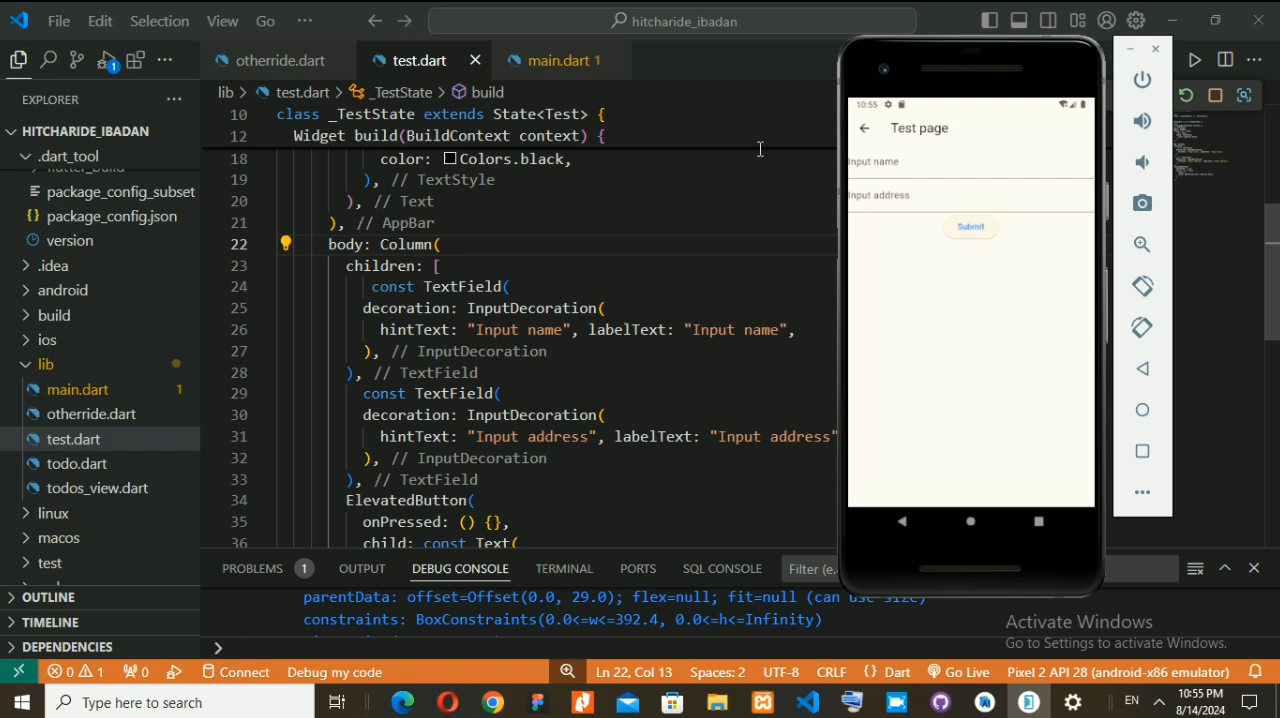 File Edit Selection View Go ··· hitcharide_ibadan
EXPLORER
HITCHARIDE_IBADAN
.dart_tool
package_config_subset
package_config.json
version
.idea
android
build
ios
lib
main.dart 1
otherride.dart
test.dart
todo.dart
todos_view.dart
linux
macos
test
OUTLINE
TIMELINE
DEPENDENCIES
otherride.dart test.dart main.dart 1
lib > test.dart > _TestState > build
10 class _TestState extends State<Test> {
12 Widget build(BuildContext context) {
18 color: Colors.black,
19 ), // TextStyle
20 ), // Text
21 ), // AppBar
22 body: Column(
23 children: [
24 const TextField(
25 decoration: InputDecoration(
26 hintText: "Input name", labelText: "Input name",
27 ), // InputDecoration
28 ), // TextField
29 const TextField(
30 decoration: InputDecoration(
31 hintText: "Input address", labelText: "Input address"
32 ), // InputDecoration
33 ), // TextField
34 ElevatedButton(
35 onPressed: () {},
36 child: const Text(
10:55
Test page
Input name
Input address
Submit
PROBLEMS 1 OUTPUT DEBUG CONSOLE TERMINAL PORTS SQL CONSOLE Filter (e.
parentData: offset=Offset(0.0, 29.0); flex=null; fit=null (can use size)
constraints: BoxConstraints(0.0<=w<=392.4, 0.0<=h<=Infinity)
Activate Windows
Go to Settings to activate Windows.
0 1 0 Connect Debug my code Ln 22, Col 13 Spaces: 2 UTF-8 CRLF {} Dart Go Live Pixel 2 API 28 (android-x86 emulator)
Type here to search EN 10:55 PM
8/14/2024